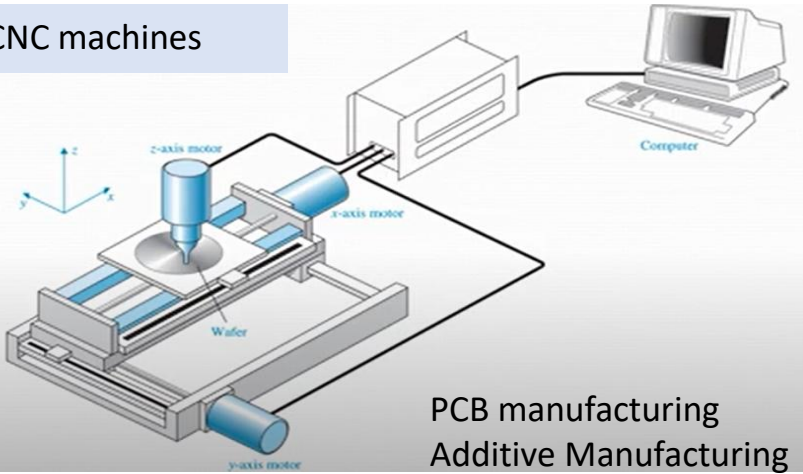 CNC machines
z-axis motor
x-axis motor
Computer
z
y
x
Wafer
y-axis motor
PCB manufacturing
Additive Manufacturing